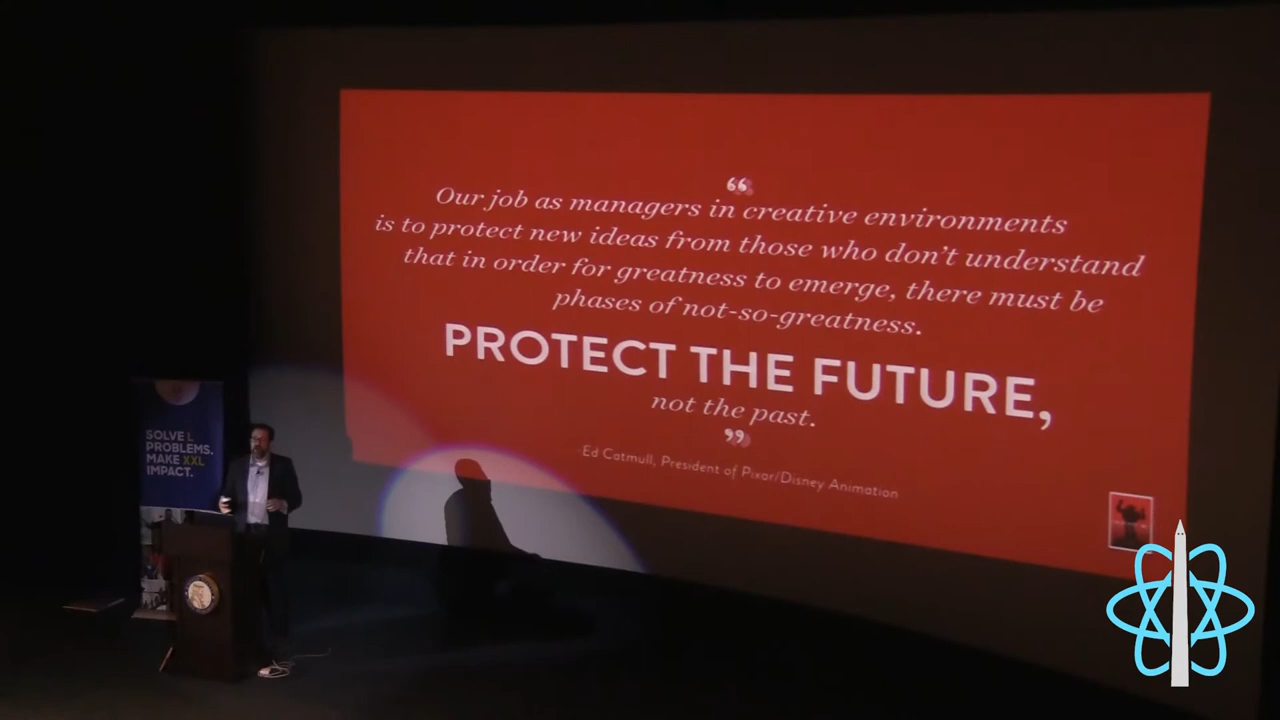 “
Our job as managers in creative environments
is to protect new ideas from those who don’t understand
that in order for greatness to emerge, there must be
phases of not-so-greatness.
PROTECT THE FUTURE,
not the past.
”
Ed Catmull, President of Pixar/Disney Animation
SOLVE L
PROBLEMS.
MAKE XXL
IMPACT.